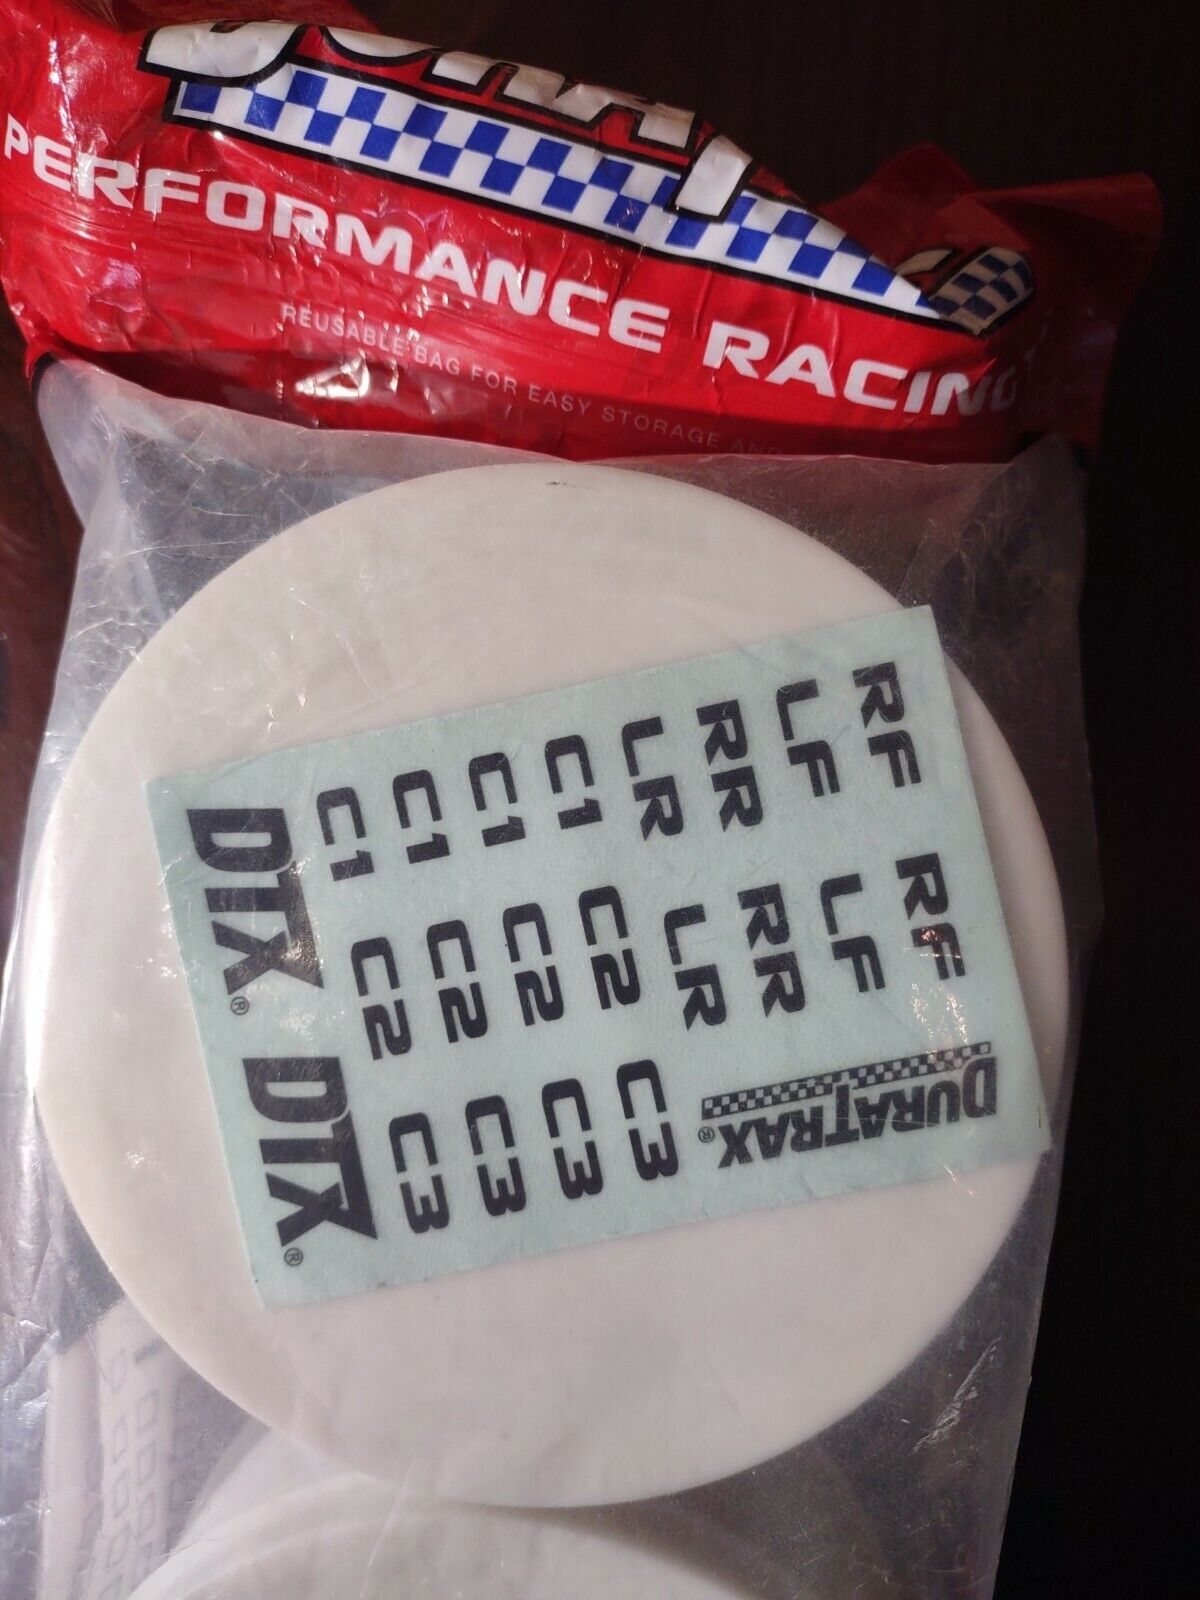 PERFORMANCE RACING
REUSABLE BAG FOR EASY STORAGE AND
RF RF
LF LF
RR RR
LR LR
C1 C2 C3
C1 C2 C3
C1 C2 C3
C1 C2 C3
DTX® DTX®
DURATRAX®